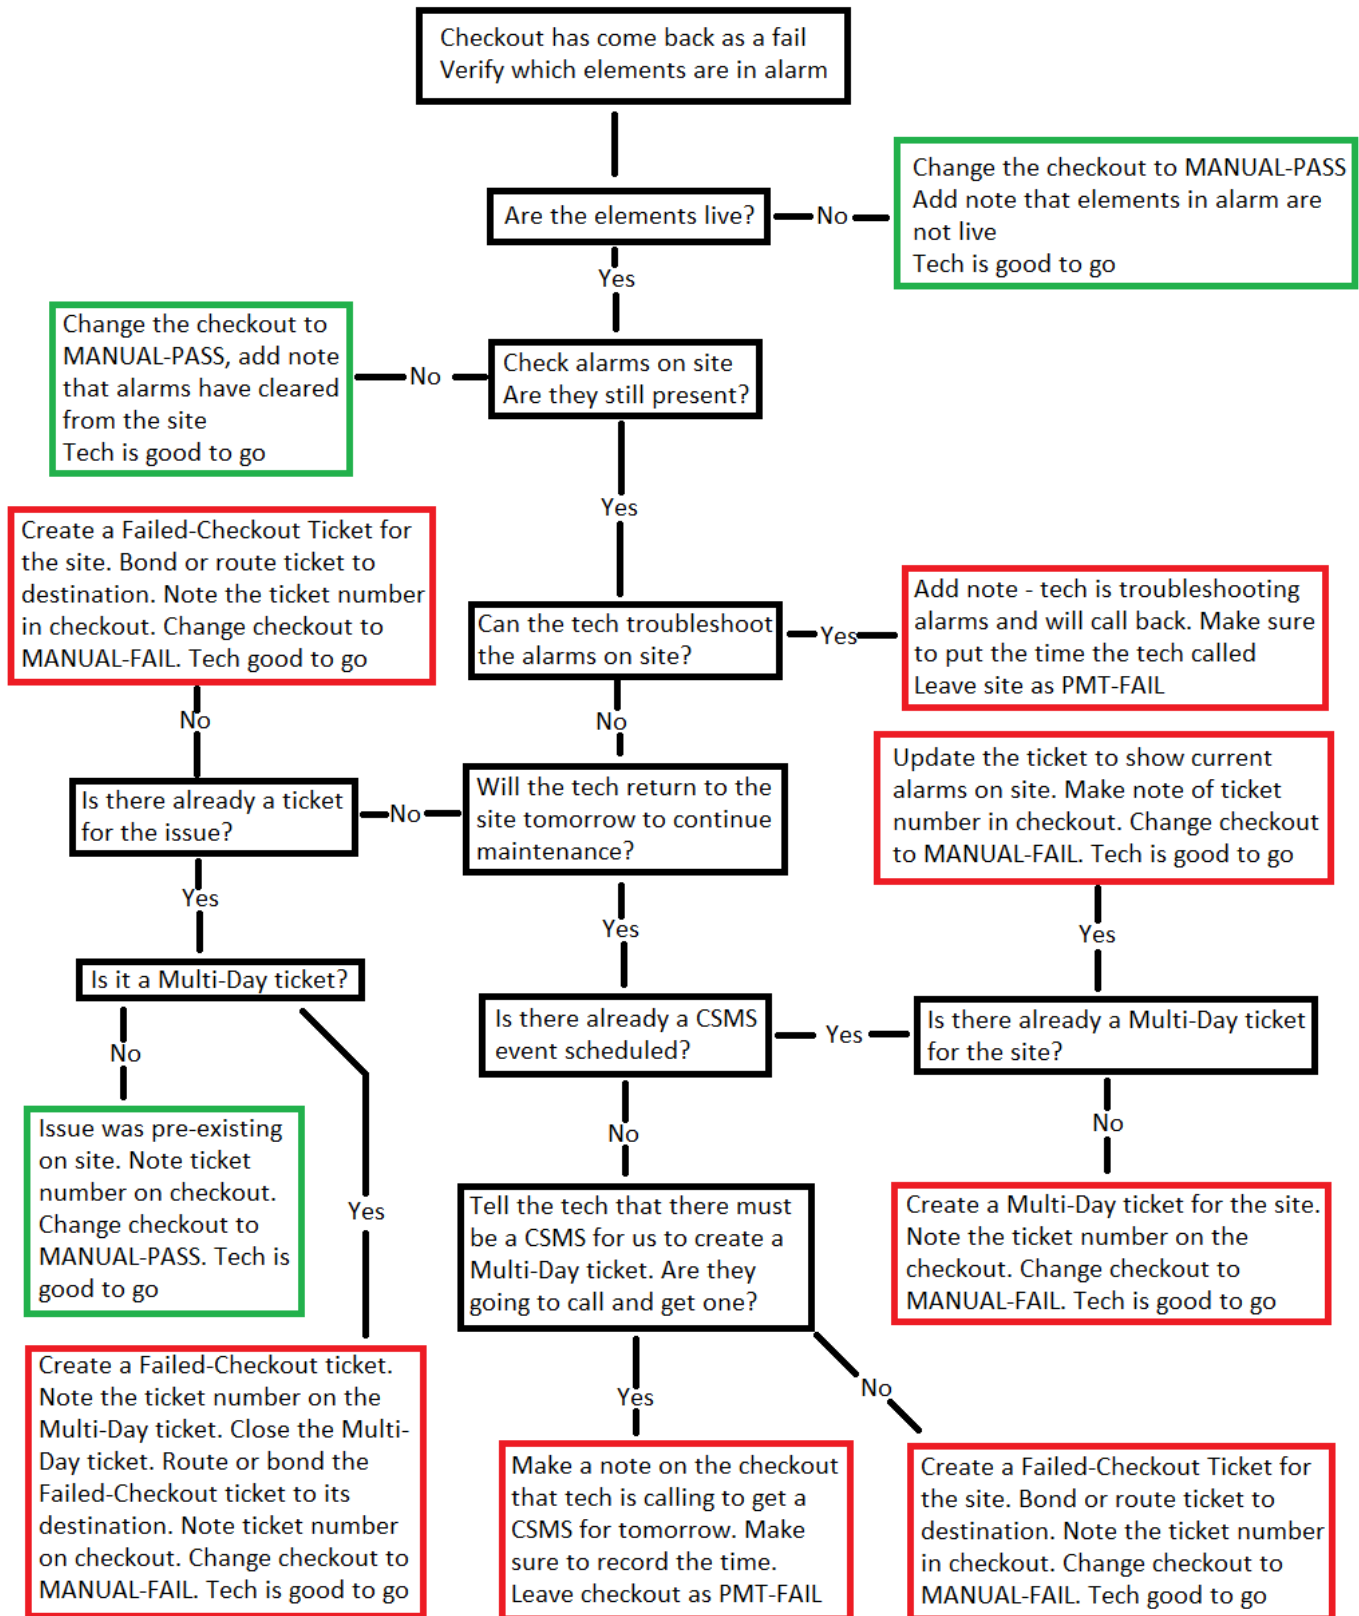 Checkout has come back as a fail
Verify which elements are in alarm
Are the elements live?
No
Change the checkout to MANUAL-PASS
Add note that elements in alarm are
not live
Tech is good to go
Yes
Change the checkout to
MANUAL-PASS, add note
that alarms have cleared
from the site
Tech is good to go
No
Check alarms on site
Are they still present?
Yes
Create a Failed-Checkout Ticket for
the site. Bond or route ticket to
destination. Note the ticket number
in checkout. Change checkout to
MANUAL-FAIL. Tech good to go
Can the tech troubleshoot
the alarms on site?
Yes
Add note - tech is troubleshooting
alarms and will call back. Make sure
to put the time the tech called
Leave site as PMT-FAIL
No
No
Update the ticket to show current
alarms on site. Make note of ticket
number in checkout. Change checkout
to MANUAL-FAIL. Tech is good to go
Is there already a ticket
for the issue?
No
Will the tech return to the
site tomorrow to continue
maintenance?
Yes
Yes
Yes
Is it a Multi-Day ticket?
Is there already a CSMS
event scheduled?
Yes
Is there already a Multi-Day ticket
for the site?
No
No
No
Issue was pre-existing
on site. Note ticket
number on checkout.
Change checkout to
MANUAL-PASS. Tech is
good to go
Yes
Tell the tech that there must
be a CSMS for us to create a
Multi-Day ticket. Are they
going to call and get one?
Create a Multi-Day ticket for the site.
Note the ticket number on the
checkout. Change checkout to
MANUAL-FAIL. Tech is good to go
Yes
No
Create a Failed-Checkout ticket.
Note the ticket number on the
Multi-Day ticket. Close the Multi-
Day ticket. Route or bond the
Failed-Checkout ticket to its
destination. Note ticket number
on checkout. Change checkout to
MANUAL-FAIL. Tech is good to go
Make a note on the checkout
that tech is calling to get a
CSMS for tomorrow. Make
sure to record the time.
Leave checkout as PMT-FAIL
Create a Failed-Checkout Ticket for
the site. Bond or route ticket to
destination. Note the ticket number
in checkout. Change checkout to
MANUAL-FAIL. Tech good to go